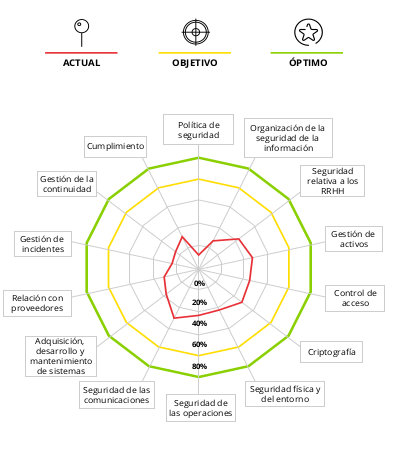 ACTUAL
OBJETIVO
ÓPTIMO
Política de
seguridad
Organización de la
seguridad de la
información
Seguridad
relativa a los
RRHH
Gestión de
activos
Control de
acceso
Criptografía
Seguridad física y
del entorno
Seguridad de
las operaciones
Seguridad de las
comunicaciones
Adquisición,
desarrollo y
mantenimiento
de sistemas
Relación con
proveedores
Gestión de
incidentes
Gestión de la
continuidad
Cumplimiento
0%
20%
40%
60%
80%